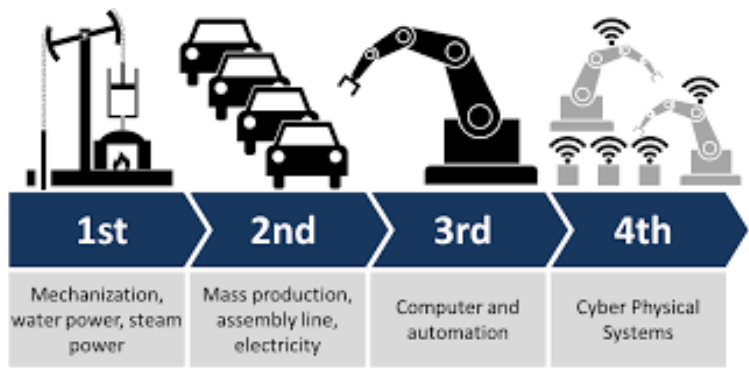 1st
2nd
3rd
4th
Mechanization,
water power, steam
power
Mass production,
assembly line,
electricity
Computer and
automation
Cyber Physical
Systems